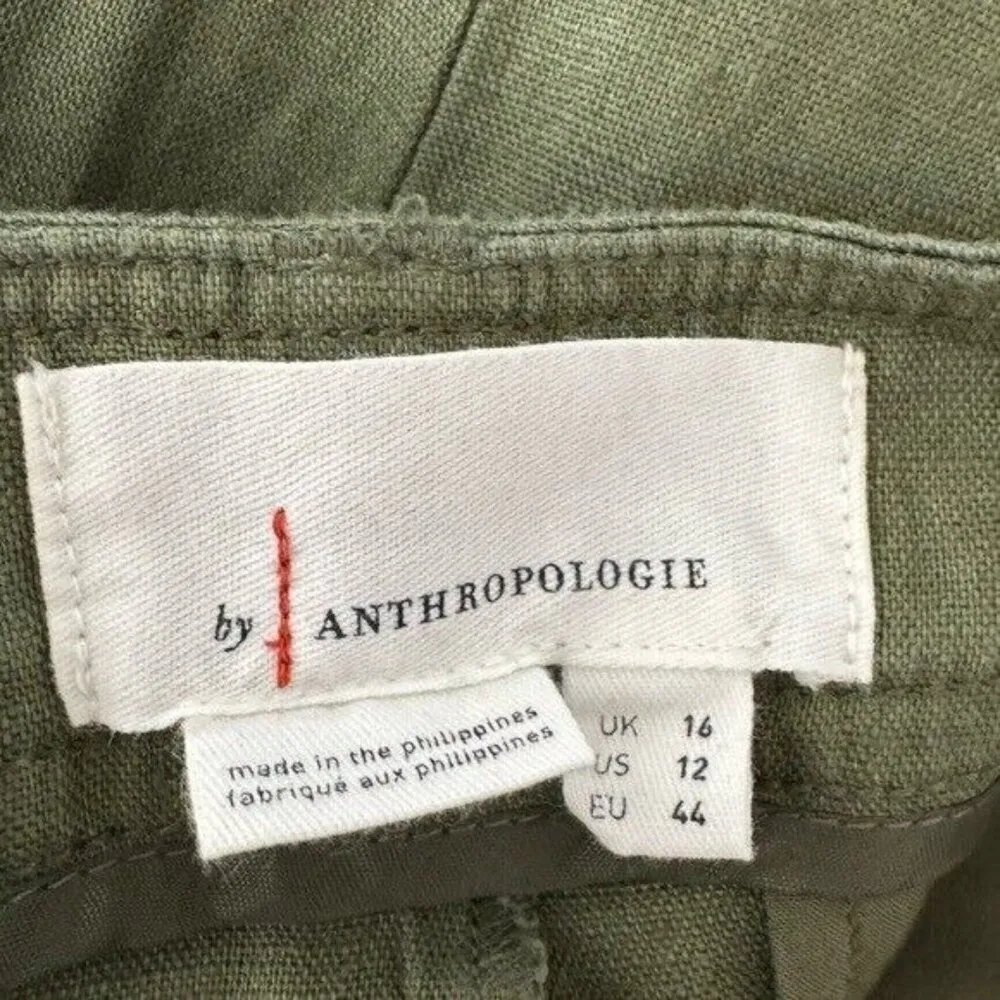 by ANTHROPOLOGIE
made in the philippines
fabriqué aux philippines
UK 16
US 12
EU 44